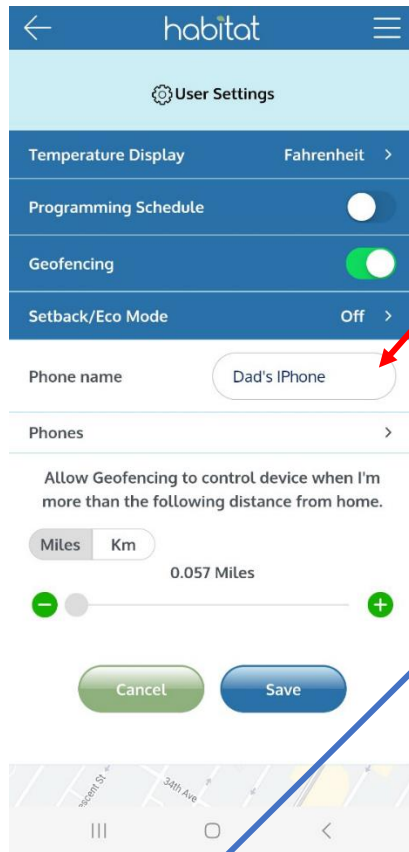 habitat
User Settings
Temperature Display Fahrenheit >
Programming Schedule
Geofencing
Setback/Eco Mode Off >
Phone name Dad's IPhone
Phones >
Allow Geofencing to control device when I'm
more than the following distance from home.
Miles Km
0.057 Miles
Cancel Save
34th Ave